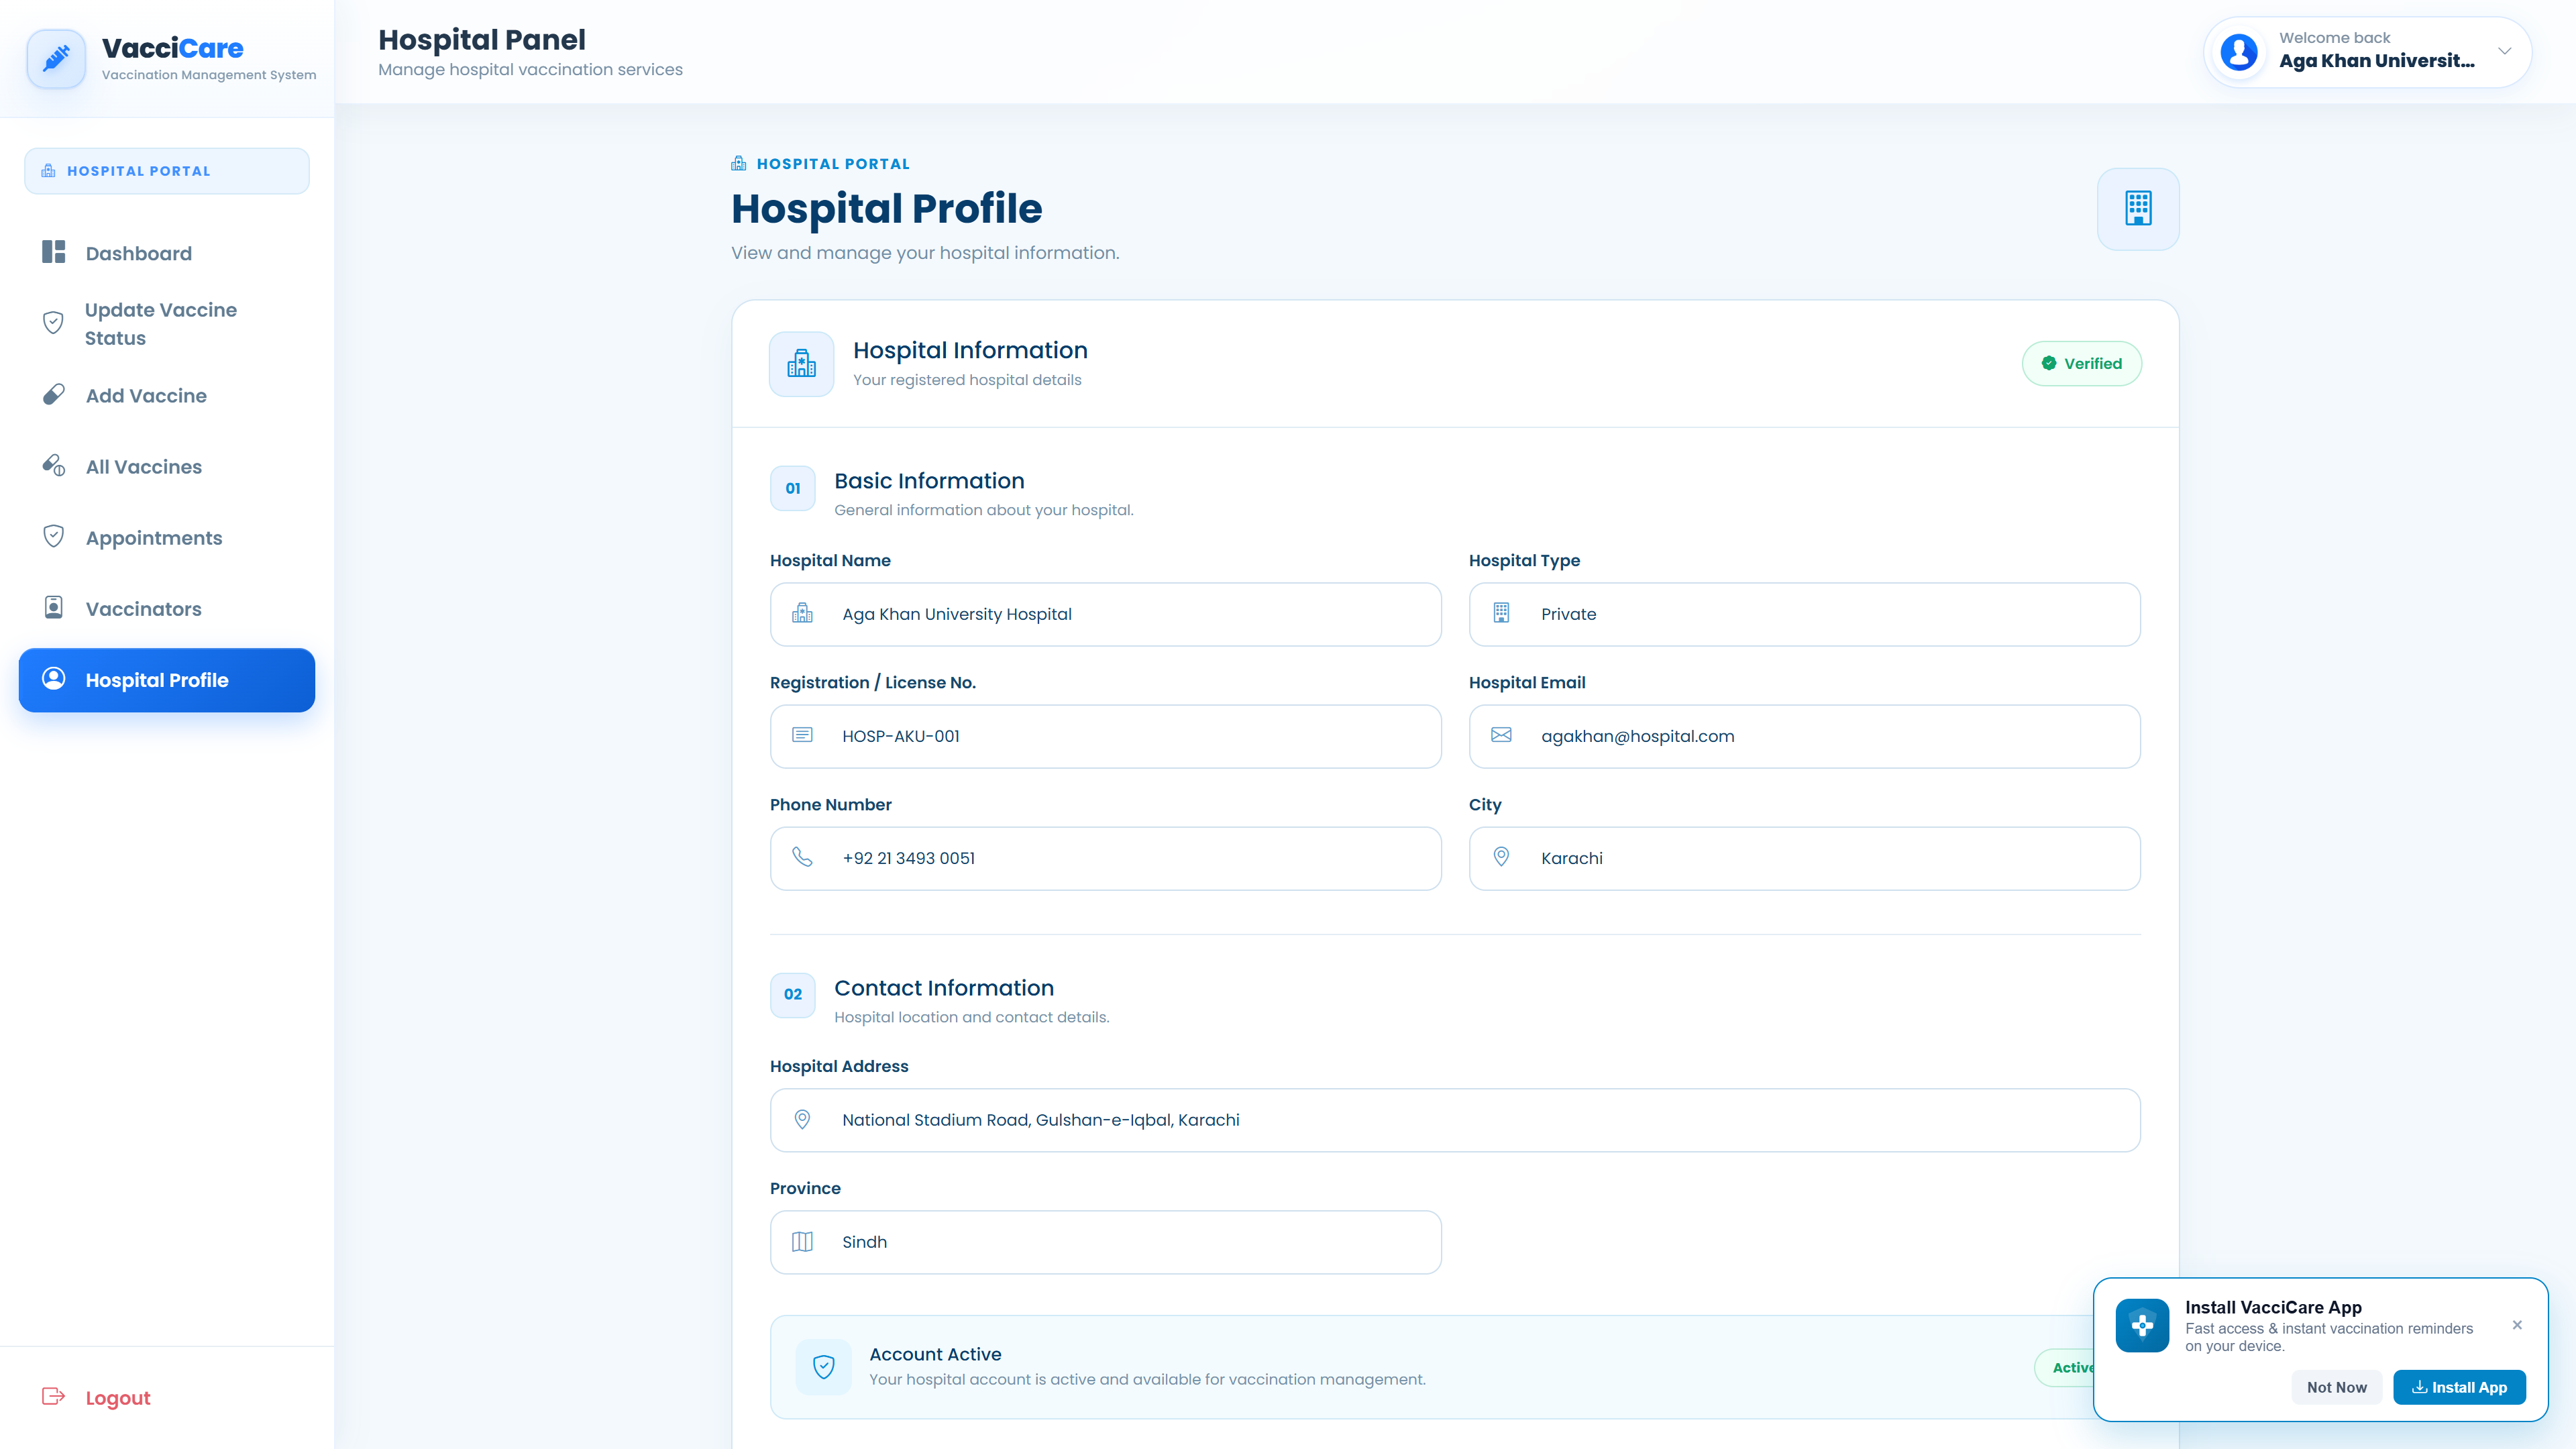 VacciCare
Vaccination Management System
HOSPITAL PORTAL
Dashboard
Update Vaccine
Status
Add Vaccine
All Vaccines
Appointments
Vaccinators
Hospital Profile
Logout
Hospital Panel
Manage hospital vaccination services
Welcome back
Aga Khan Universit...
HOSPITAL PORTAL
Hospital Profile
View and manage your hospital information.
Hospital Information
Your registered hospital details
Verified
01
Basic Information
General information about your hospital.
Hospital Name
Hospital Type
Aga Khan University Hospital
Private
Registration / License No.
Hospital Email
HOSP-AKU-001
agakhan@hospital.com
Phone Number
City
+92 21 3493 0051
Karachi
02
Contact Information
Hospital location and contact details.
Hospital Address
National Stadium Road, Gulshan-e-Iqbal, Karachi
Province
Sindh
Account Active
Your hospital account is active and available for vaccination management.
Active
Install VacciCare App
Fast access & instant vaccination reminders
on your device.
Not Now
Install App